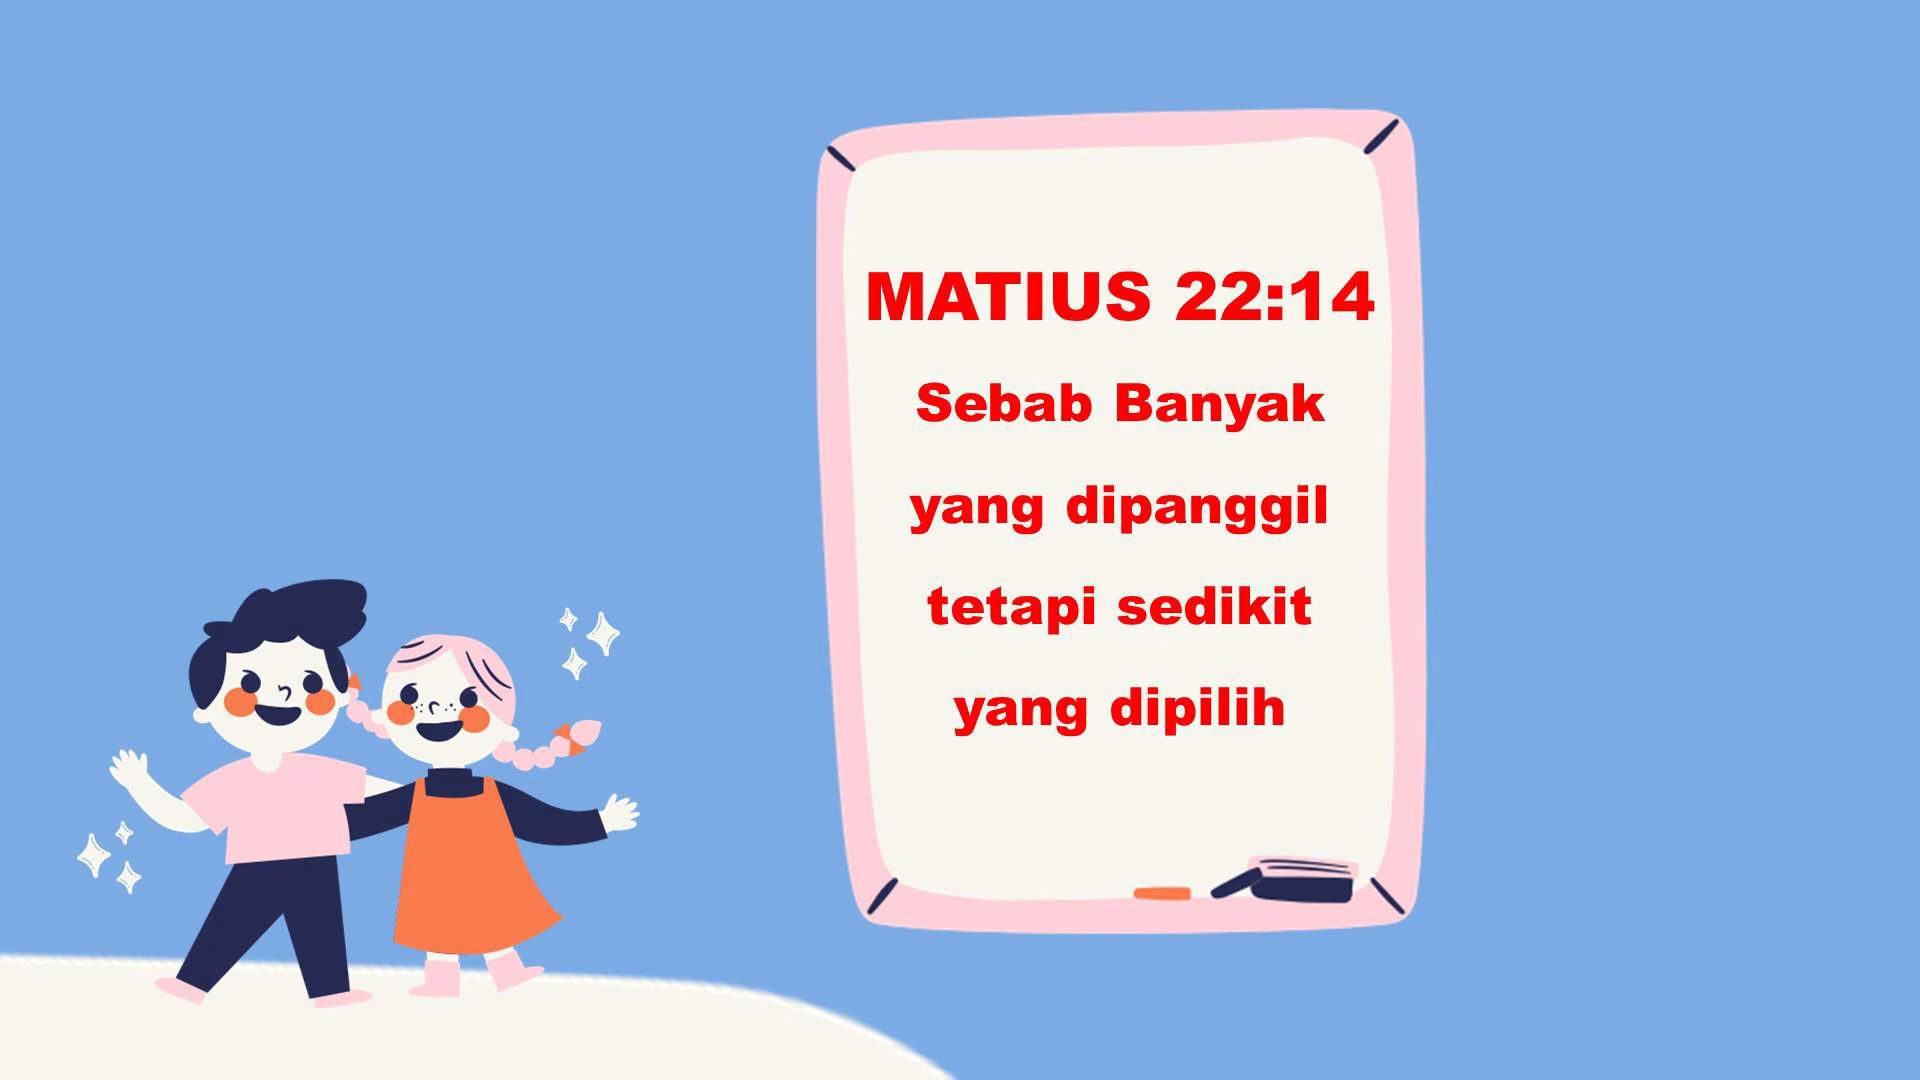 MATIUS 22:14
Sebab Banyak
yang dipanggil
tetapi sedikit
yang dipilih